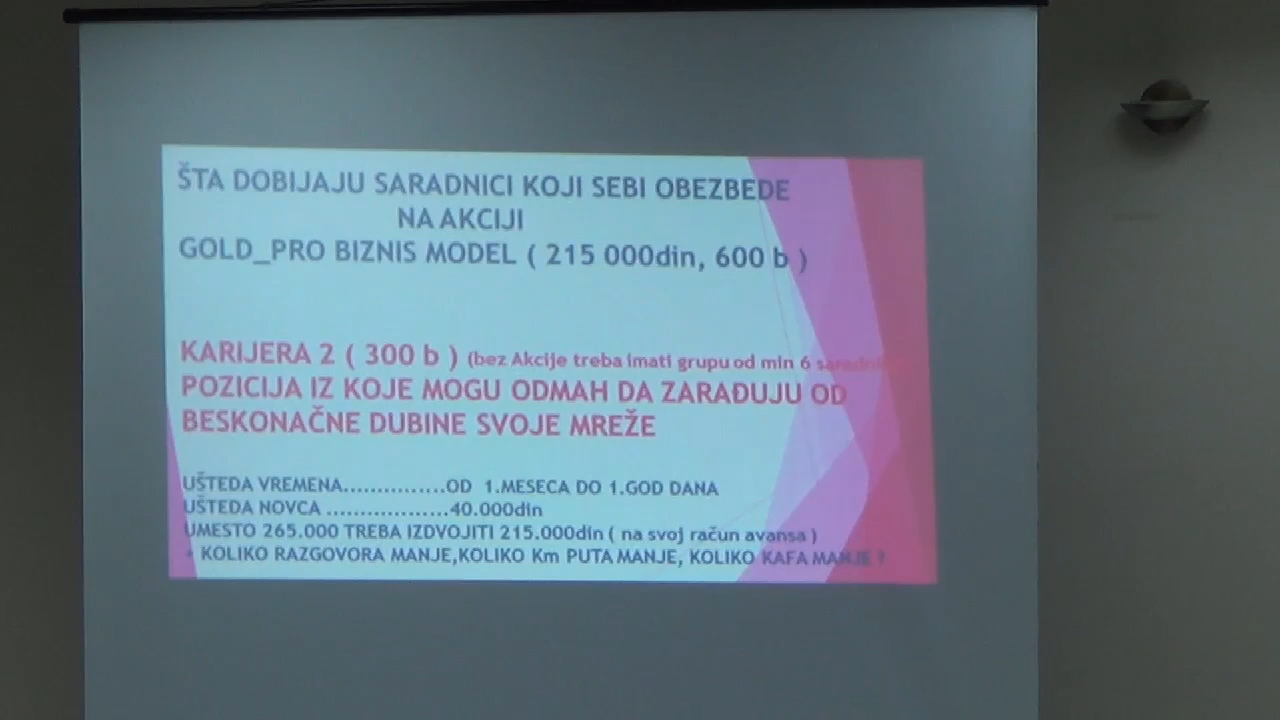 ŠTA DOBIJAJU SARADNICI KOJI SEBI OBEZBEDE
NA AKCIJI
GOLD_PRO BIZNIS MODEL ( 215 000din, 600 b )
KARIJERA 2 ( 300 b ) (bez Akcije treba imati grupu od min 6
POZICIJA IZ KOJE MOGU ODMAH DA ZARAĐUJU OD
BESKONAČNE DUBINE SVOJE MREŽE
UŠTEDA VREMENA...............OD 1.MESECA DO 1.GOD DANA
UŠTEDA NOVCA ..................40.000din
UMESTO 265.000 TREBA IZDVOJITI 215.000din ( na svoj račun avansa )
+ KOLIKO RAZGOVORA MANJE,KOLIKO Km PUTA MANJE, KOLIKO KAFA MANJE ?